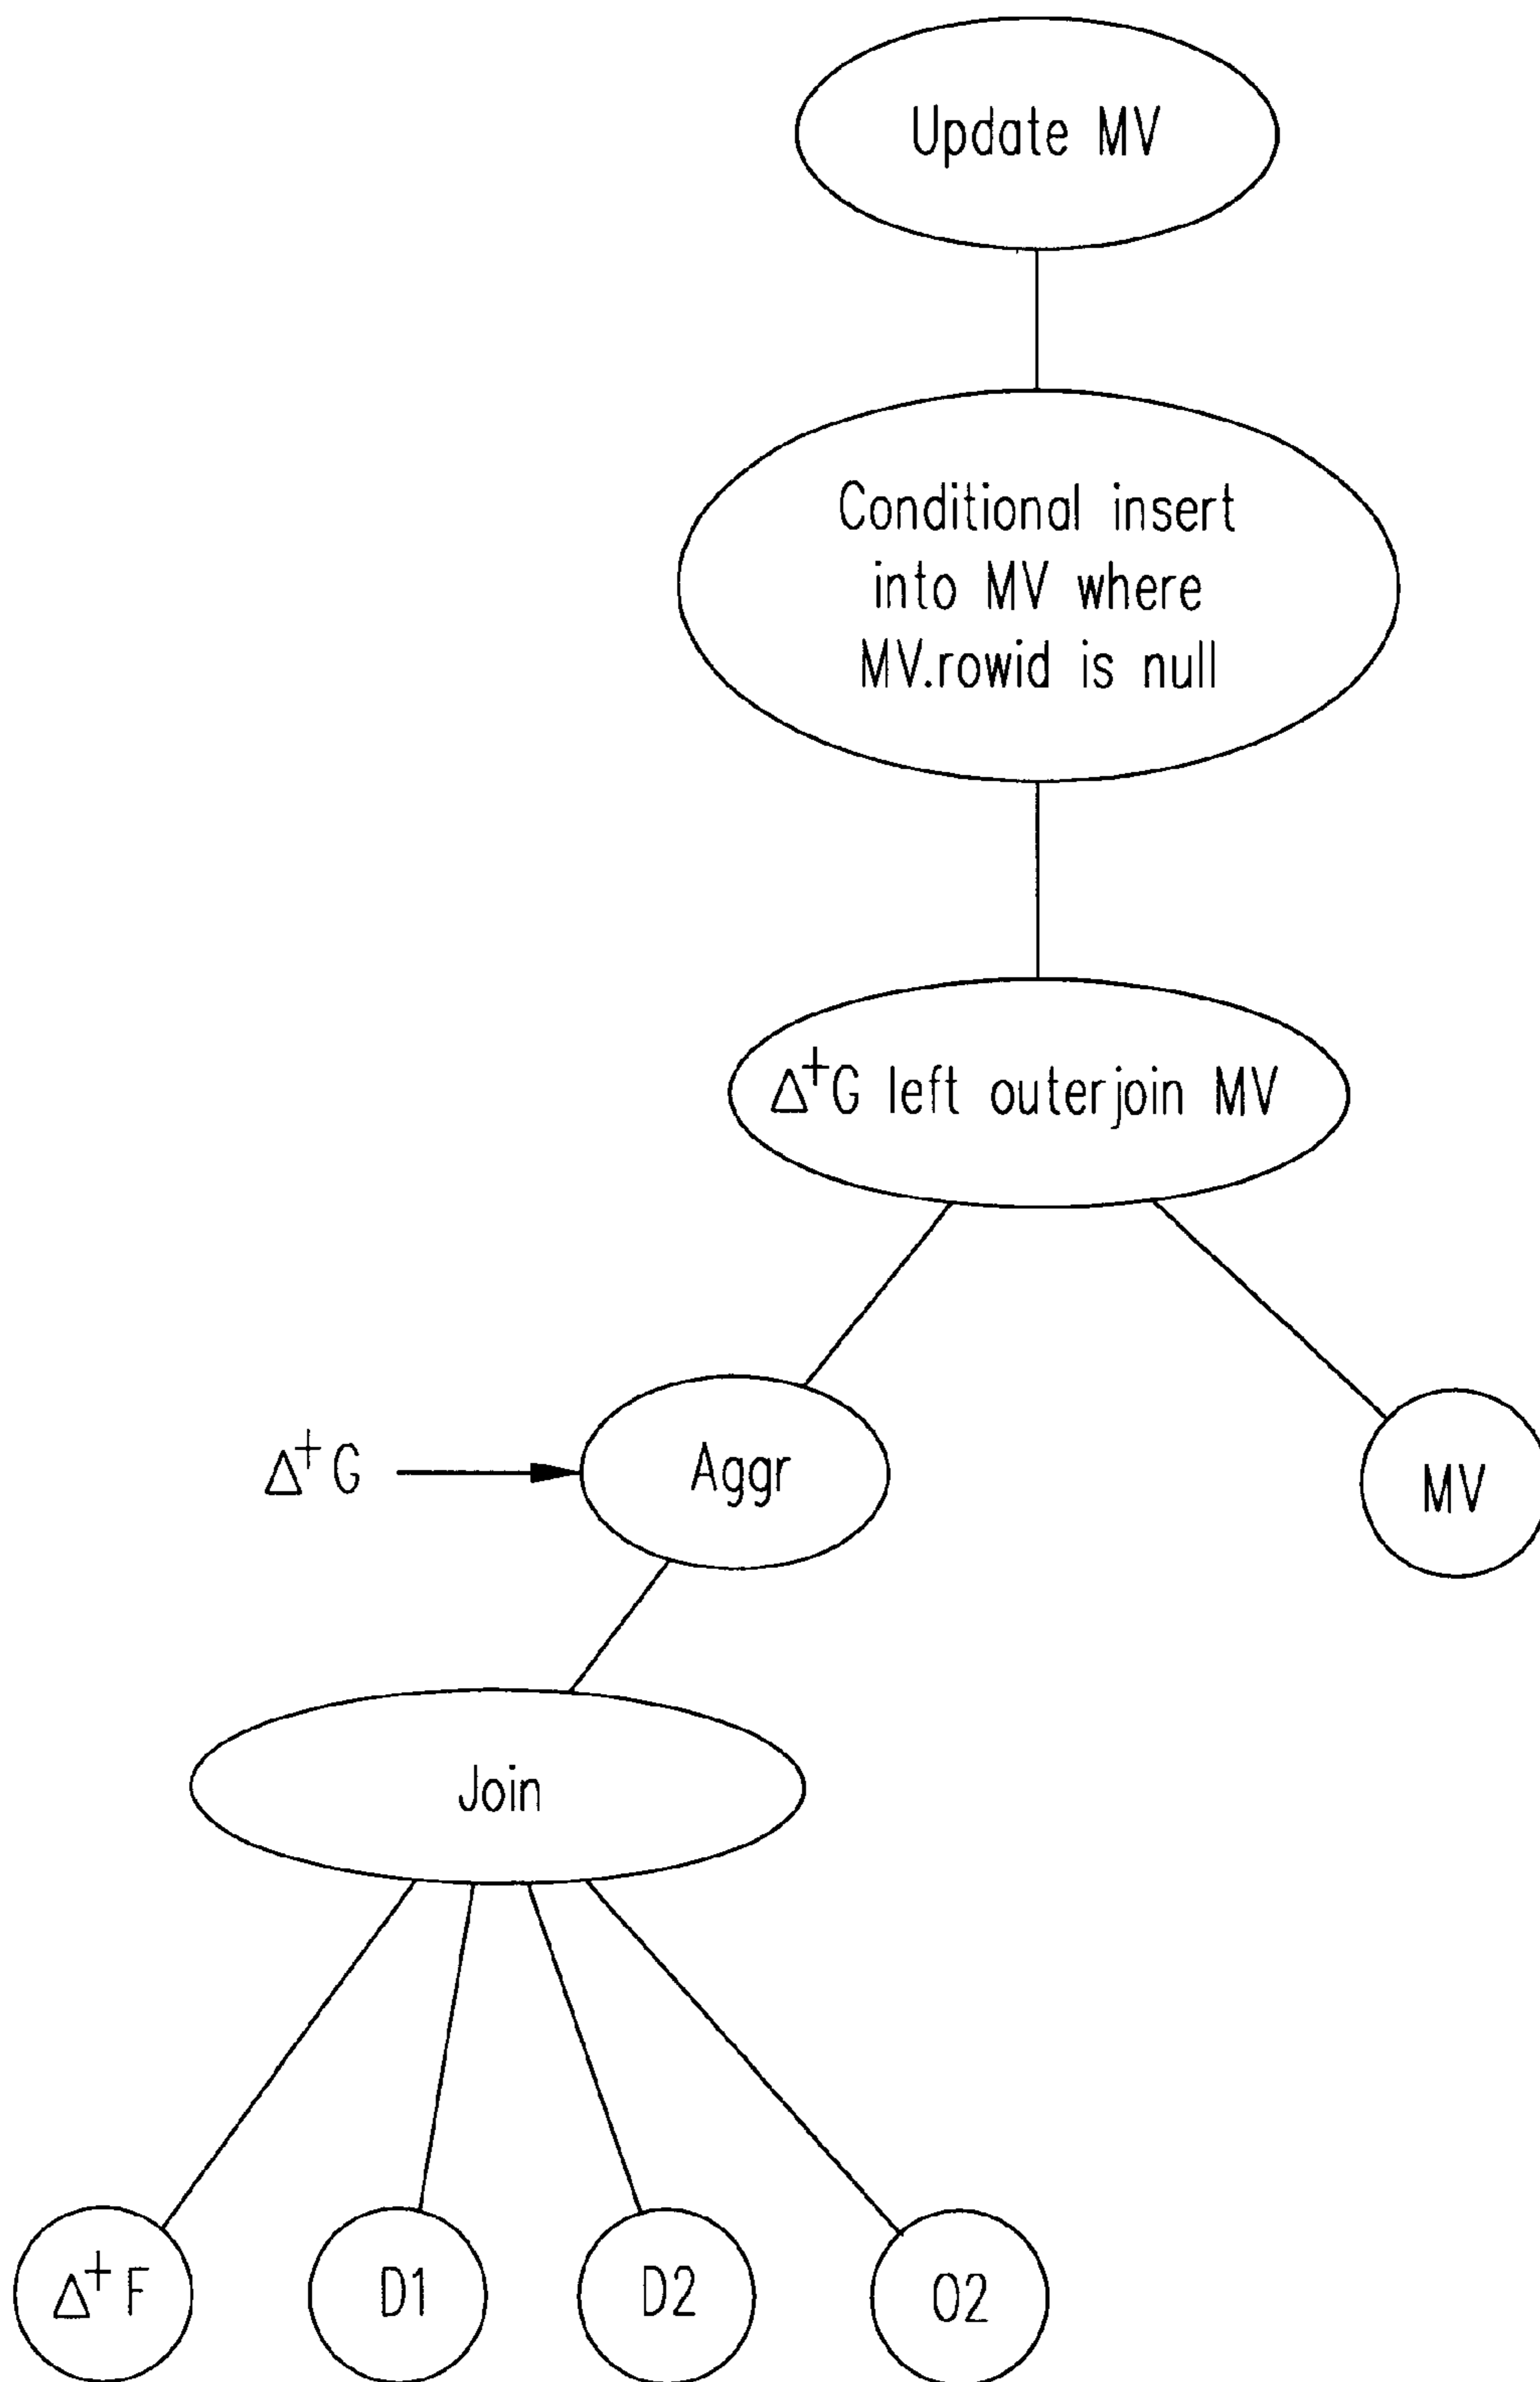 Update MV
Conditional insert
into MV where
MV.rowid is null
Δ⁺G left outerjoin MV
Δ⁺G
Aggr
MV
Join
Δ⁺F
D1
D2
O2